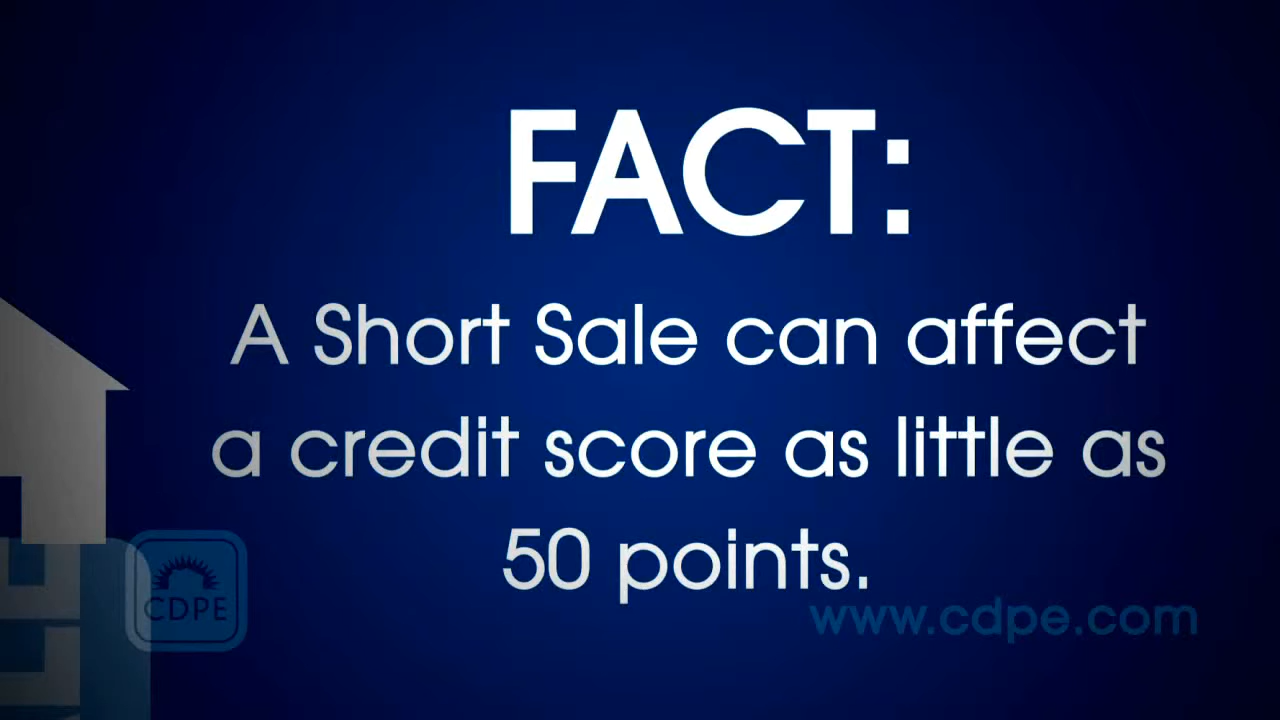 FACT:
A Short Sale can affect
a credit score as little as
50 points.
CDPE
www.cdpe.com